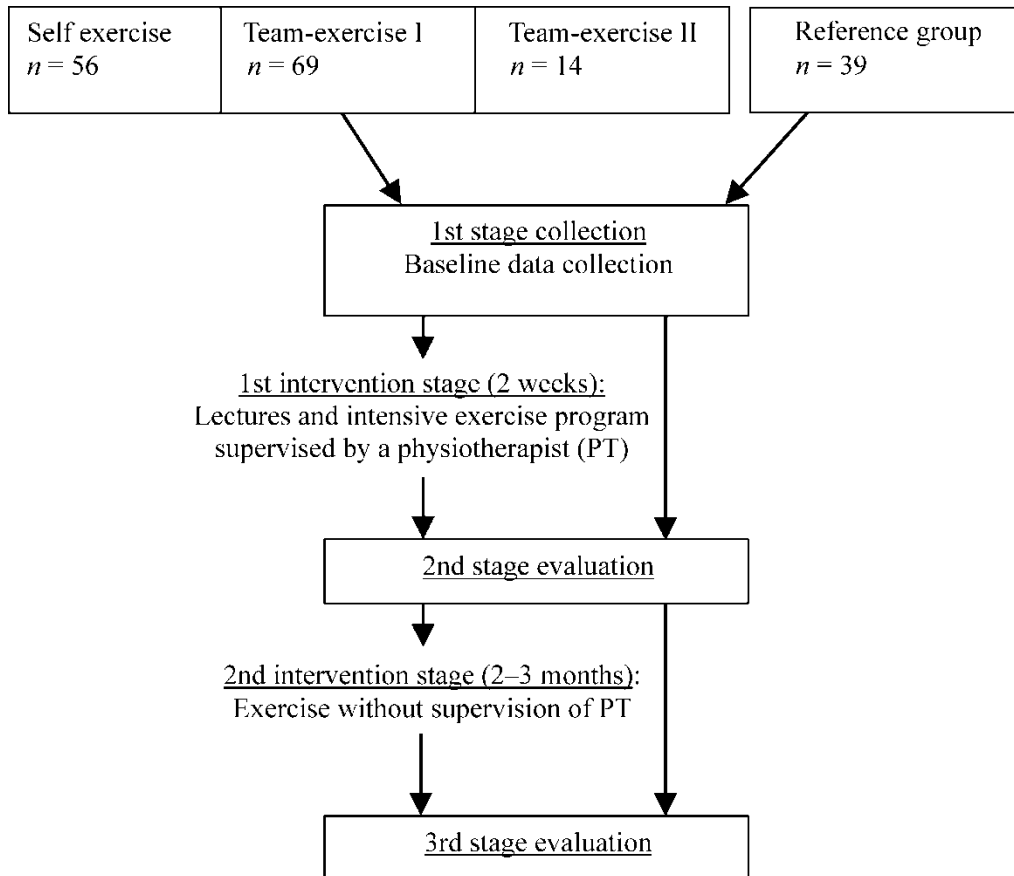 Self exercise
n = 56
Team-exercise I
n = 69
Team-exercise II
n = 14
Reference group
n = 39
1st stage collection
Baseline data collection
1st intervention stage (2 weeks):
Lectures and intensive exercise program
supervised by a physiotherapist (PT)
2nd stage evaluation
2nd intervention stage (2–3 months):
Exercise without supervision of PT
3rd stage evaluation